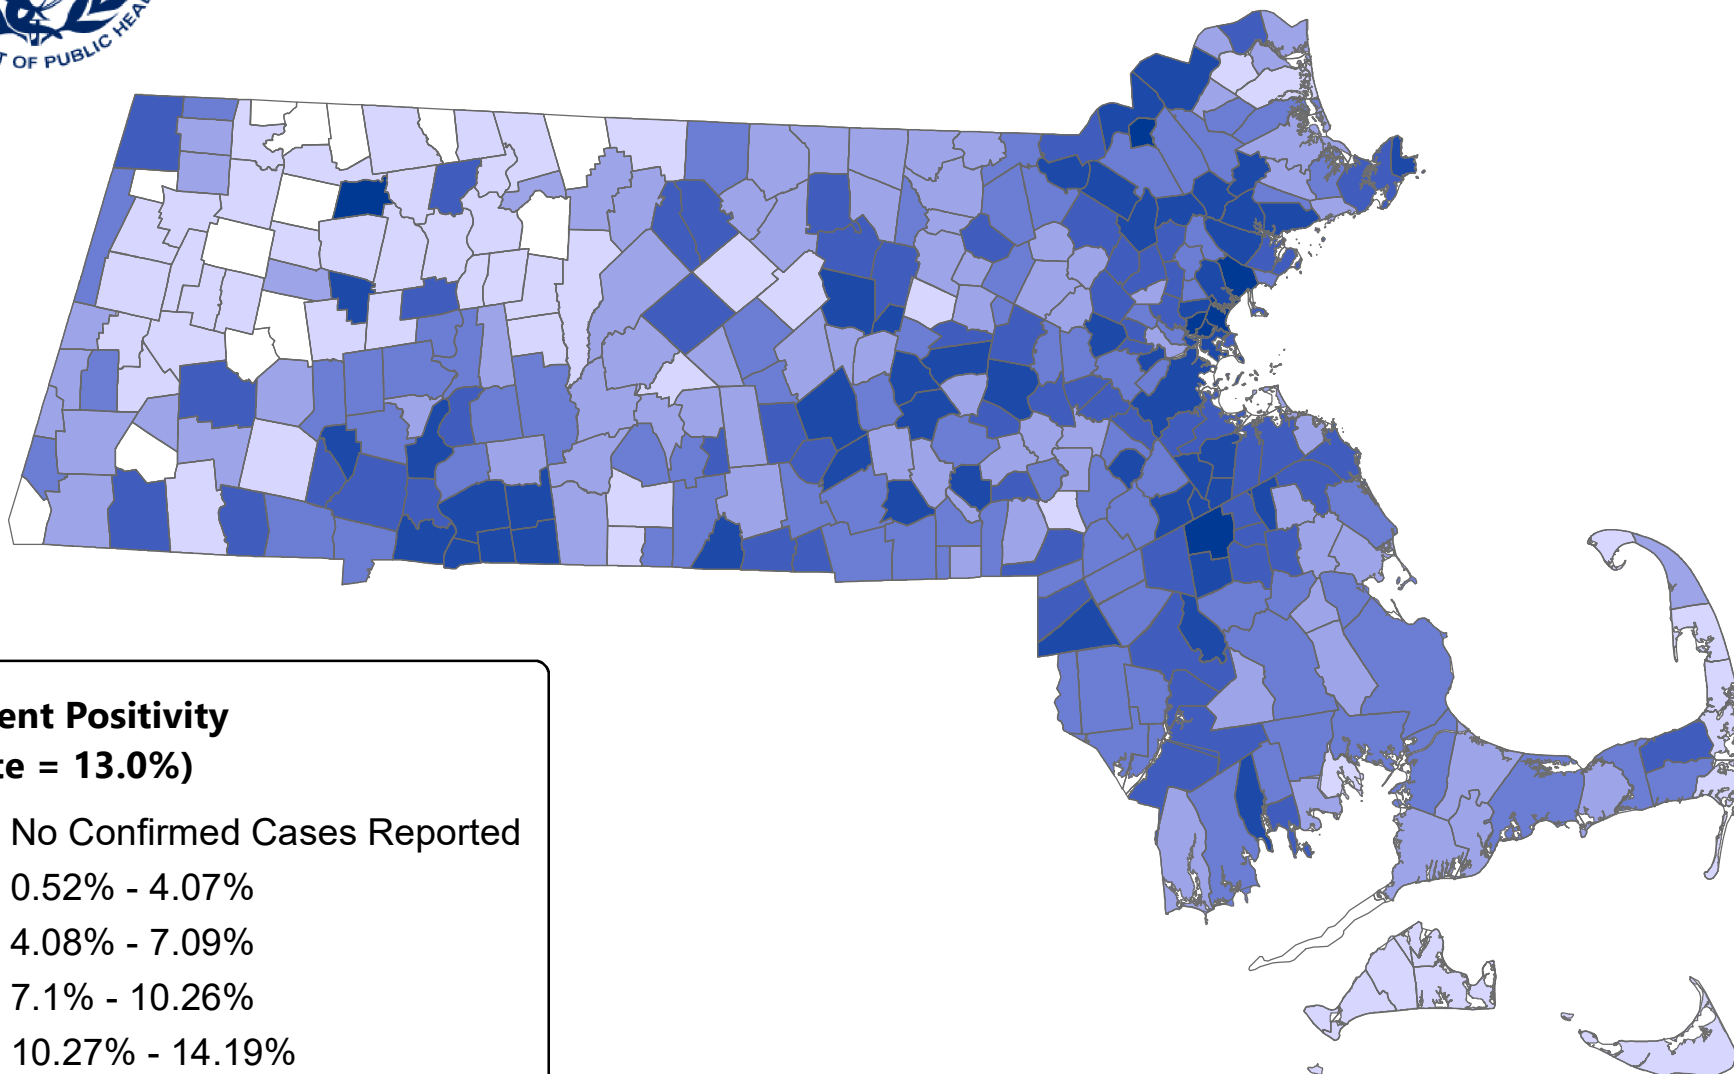 T OF PUBLIC HEA
ent Positivity
te = 13.0%)
No Confirmed Cases Reported
0.52% - 4.07%
4.08% - 7.09%
7.1% - 10.26%
10.27% - 14.19%